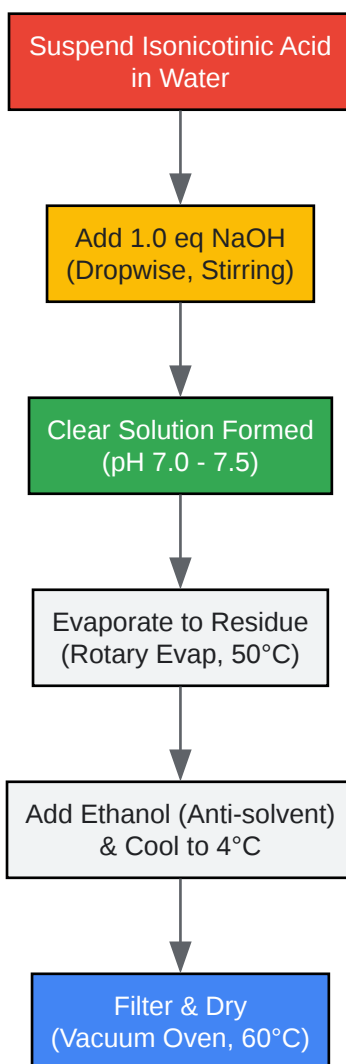 Suspend Isonicotinic Acid
in Water
Add 1.0 eq NaOH
(Dropwise, Stirring)
Clear Solution Formed
(pH 7.0 - 7.5)
Evaporate to Residue
(Rotary Evap, 50°C)
Add Ethanol (Anti-solvent)
& Cool to 4°C
Filter & Dry
(Vacuum Oven, 60°C)